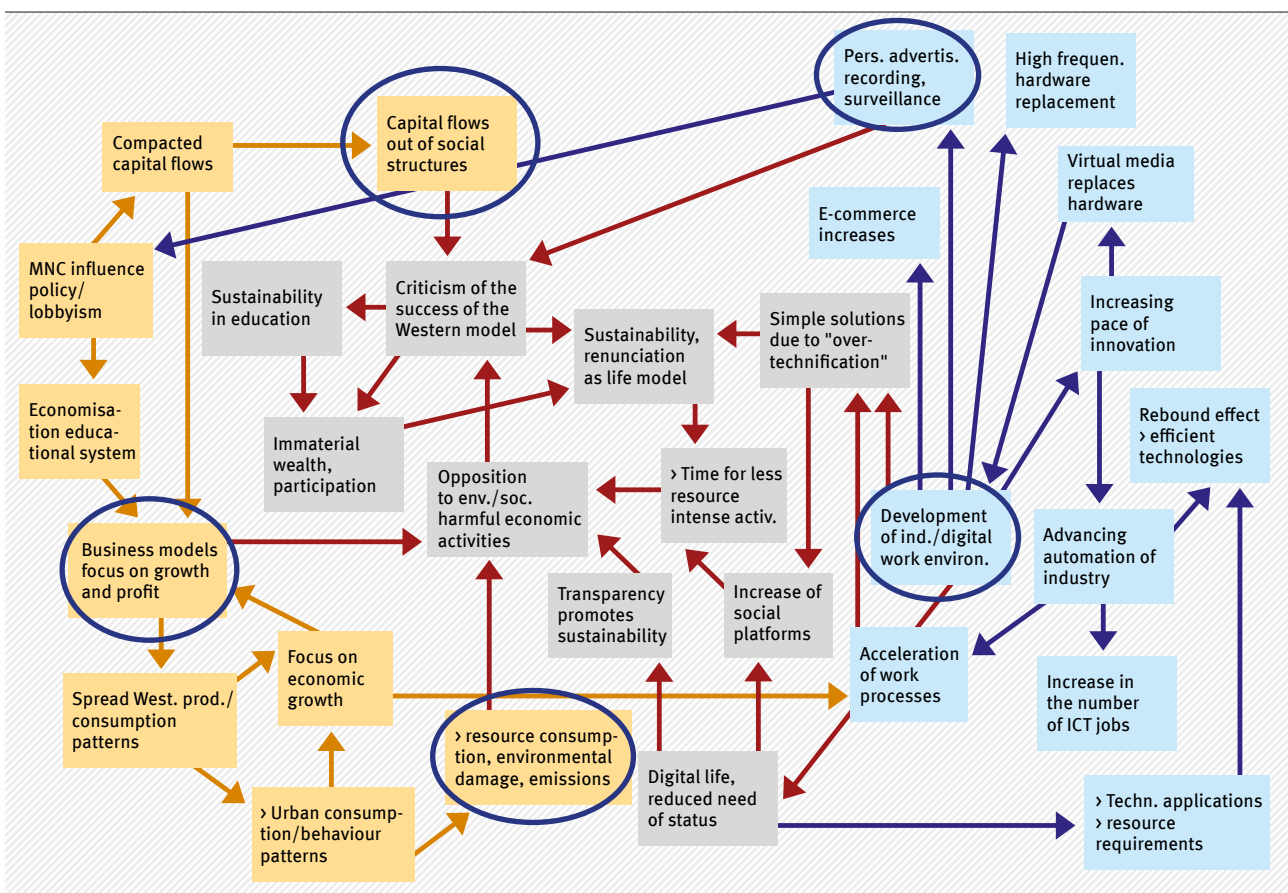 Pers. advertis.
recording,
surveillance
High frequen.
hardware
replacement
Compacted
capital flows
Capital flows
out of social
structures
Virtual media
replaces
hardware
E-commerce
increases
MNC influence
policy/
lobbyism
Sustainability
in education
Criticism of the
success of the
Western model
Sustainability,
renunciation
as life model
Simple solutions
due to "over-
technification"
Increasing
pace of
innovation
Economisa-
tion educa-
tional system
Immaterial
wealth,
participation
Opposition
to env./soc.
harmful economic
activities
> Time for less
resource
intense activ.
Rebound effect
> efficient
technologies
Business models
focus on growth
and profit
Development
of ind./digital
work environ.
Advancing
automation of
industry
Transparency
promotes
sustainability
Increase of
social
platforms
Focus on
economic
growth
Acceleration
of work
processes
Spread West. prod./
consumption
patterns
> resource consump-
tion, environmental
damage, emissions
Increase in
the number
of ICT jobs
Digital life,
reduced need
of status
> Urban consump-
tion/behaviour
patterns
> Techn. applications
> resource
requirements